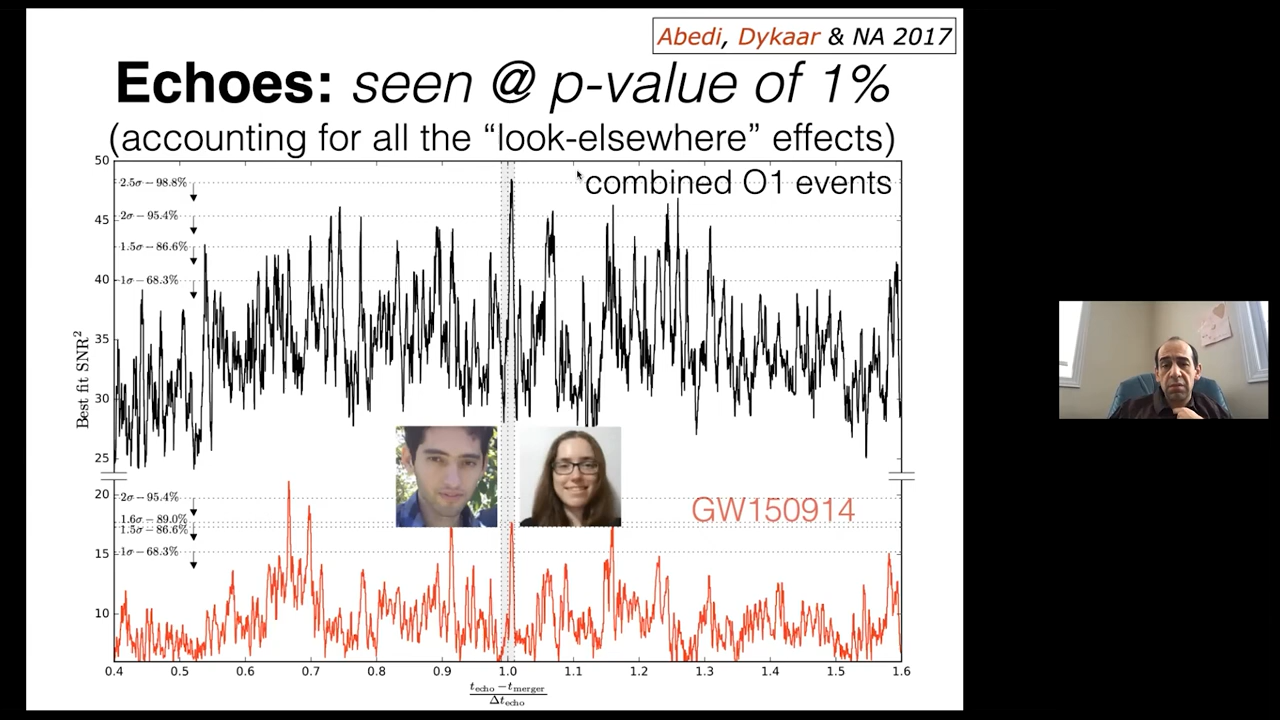 Abedi, Dykaar & NA 2017
Echoes: seen @ p-value of 1%
(accounting for all the “look-elsewhere” effects)
combined O1 events
50
2.5σ − 98.8%
45
2σ − 95.4%
1.5σ − 86.6%
40
1σ − 68.3%
35
30
25
Best fit SNR²
20
2σ − 95.4%
1.6σ − 89.0%
1.5σ − 86.6%
15
1σ − 68.3%
10
GW150914
0.4 0.5 0.6 0.7 0.8 0.9 1.0 1.1 1.2 1.3 1.4 1.5 1.6
t_echo − t_merger
Δt_echo